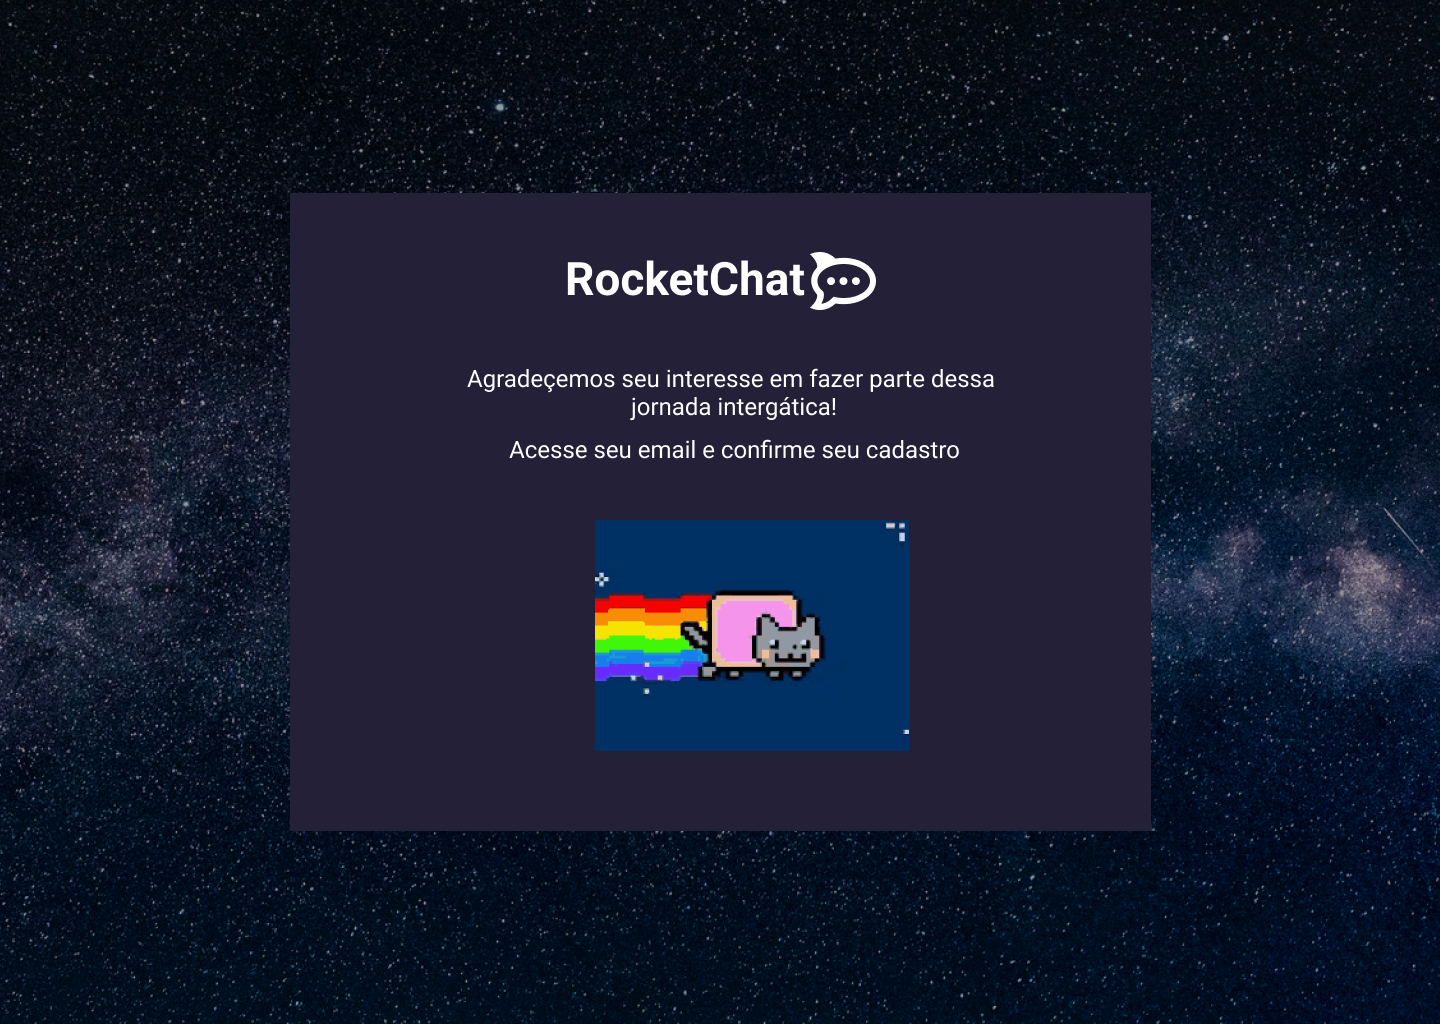 RocketChat
Agradeçemos seu interesse em fazer parte dessa
jornada intergática!
Acesse seu email e confirme seu cadastro